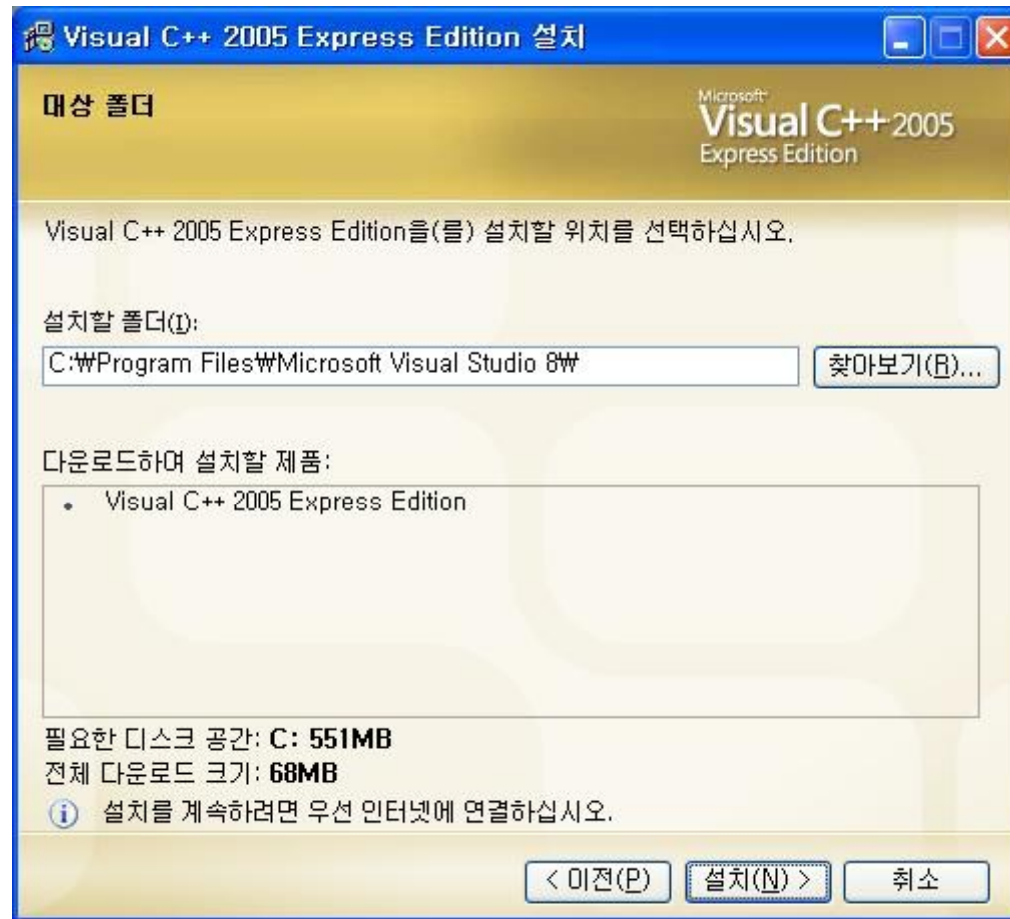 Visual C++ 2005 Express Edition 설치
대상 폴더
Microsoft
Visual C++ 2005
Express Edition
Visual C++ 2005 Express Edition을(를) 설치할 위치를 선택하십시오.
설치할 폴더(I):
C:₩Program Files₩Microsoft Visual Studio 8₩
찾아보기(R)...
다운로드하여 설치할 제품:
• Visual C++ 2005 Express Edition
필요한 디스크 공간: C: 551MB
전체 다운로드 크기: 68MB
설치를 계속하려면 우선 인터넷에 연결하십시오.
< 이전(P) 설치(N) > 취소